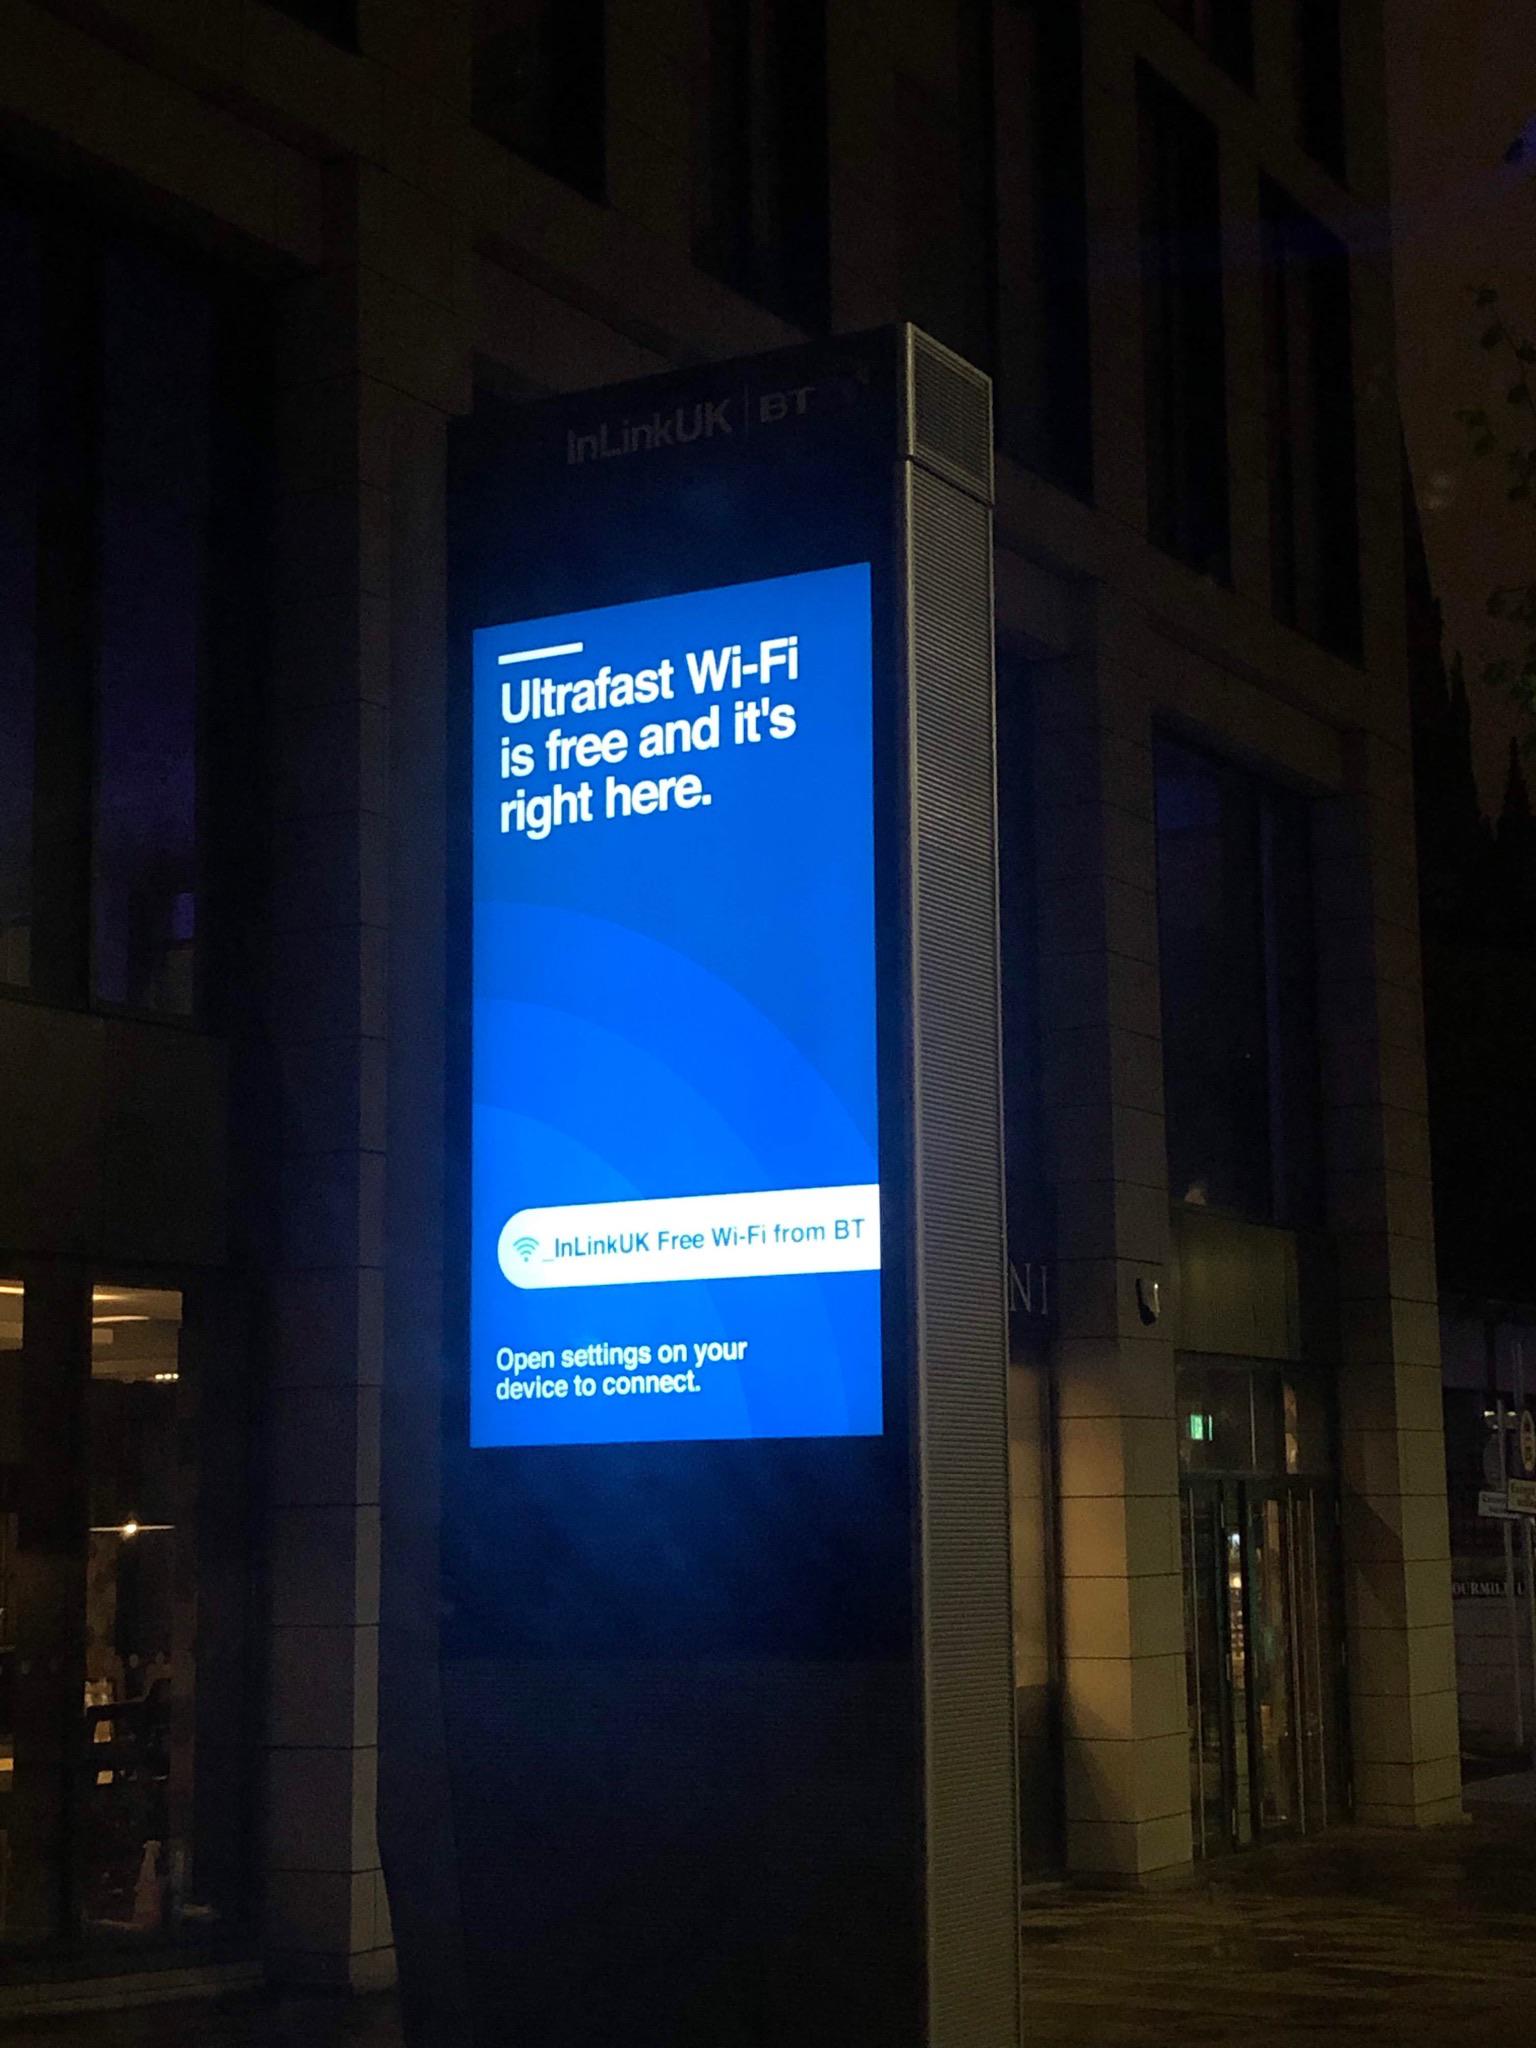 InLinkUK | BT
Ultrafast Wi-Fi
is free and it's
right here.
_InLinkUK Free Wi-Fi from BT
Open settings on your
device to connect.
NI